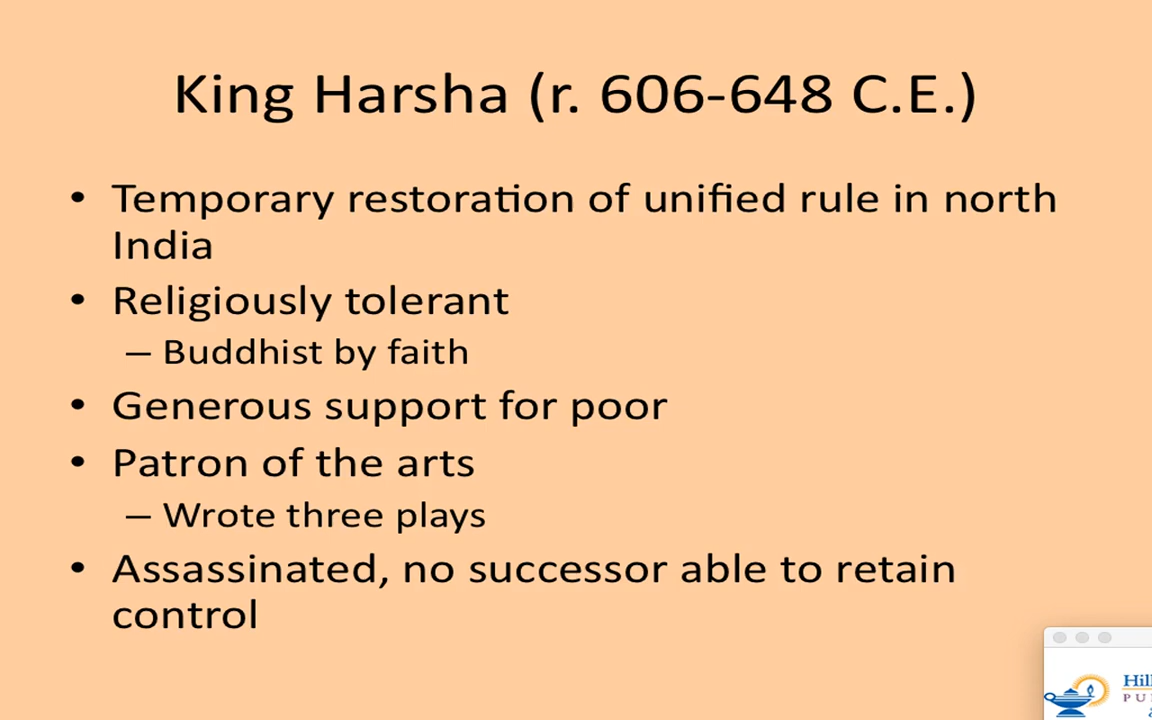 King Harsha (r. 606-648 C.E.)
• Temporary restoration of unified rule in north
India
• Religiously tolerant
– Buddhist by faith
• Generous support for poor
• Patron of the arts
– Wrote three plays
• Assassinated, no successor able to retain
control